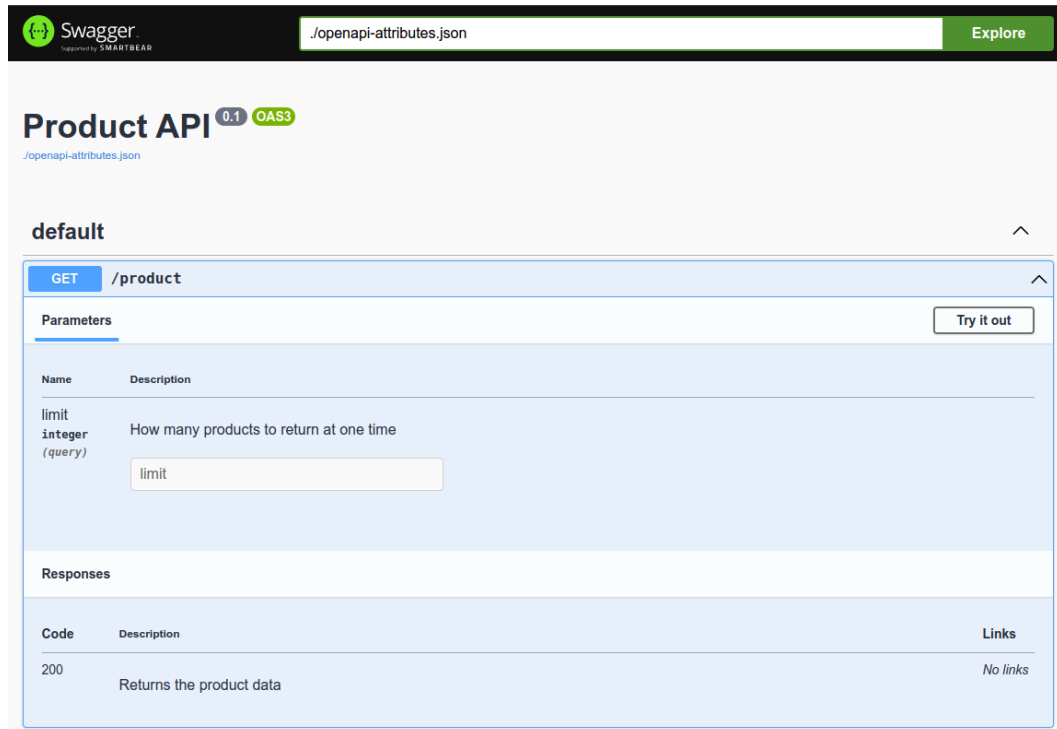 {··} Swagger.
Supported by SMARTBEAR
./openapi-attributes.json
Explore
Product API 0.1 OAS3
./openapi-attributes.json
default
GET /product
Parameters
Try it out
Name Description
limit
integer
(query)
How many products to return at one time
limit
Responses
Code Description Links
200
Returns the product data
No links